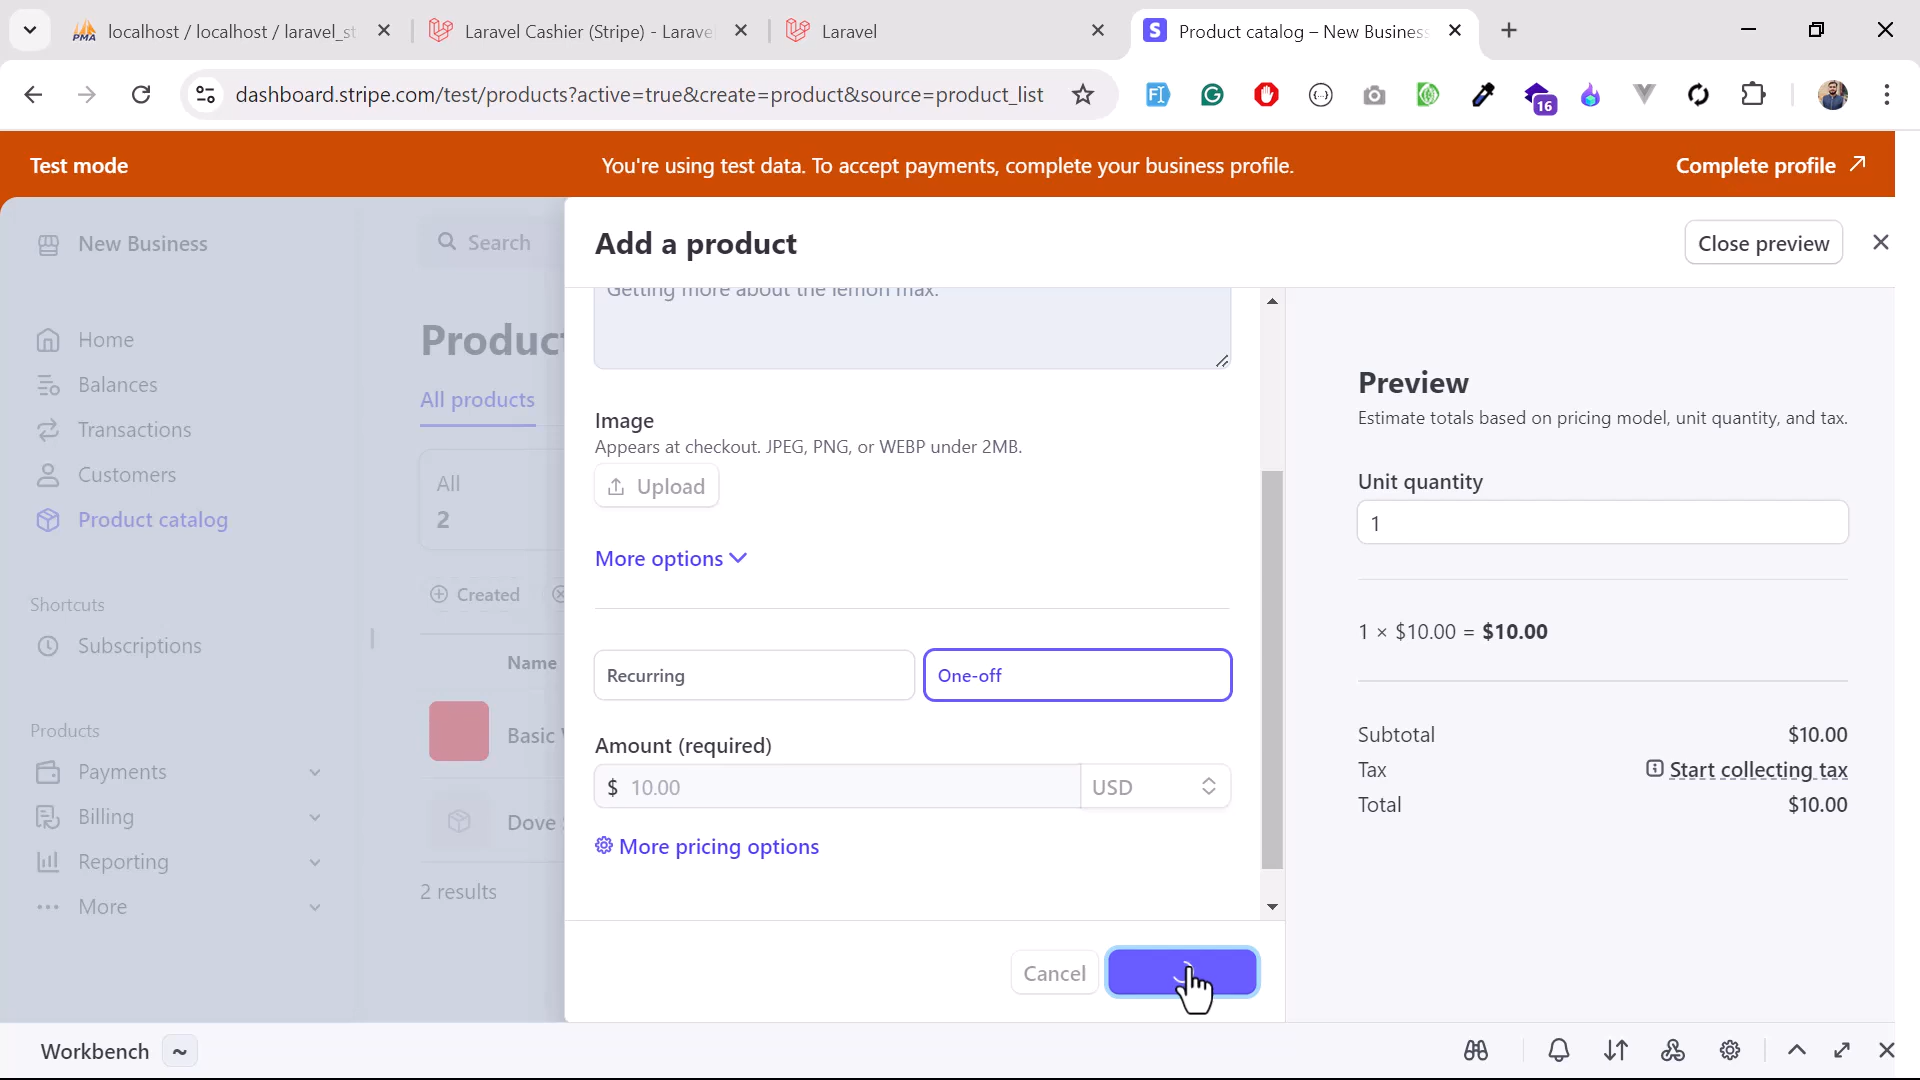 localhost / localhost / laravel_st
Laravel Cashier (Stripe) - Larave
Laravel
Product catalog – New Business
dashboard.stripe.com/test/products?active=true&create=product&source=product_list
16
Test mode
You're using test data. To accept payments, complete your business profile.
Complete profile
New Business
Search
Add a product
Close preview
Home
Balances
Transactions
Customers
Product catalog
Shortcuts
Subscriptions
Products
Payments
Billing
Reporting
More
Produc
All products
All
2
Created
Name
Basic
Dove
2 results
Getting more about the lemon max.
Image
Appears at checkout. JPEG, PNG, or WEBP under 2MB.
Upload
More options
Recurring
One-off
Amount (required)
$ 10.00
USD
More pricing options
Cancel
Preview
Estimate totals based on pricing model, unit quantity, and tax.
Unit quantity
1
1 × $10.00 = $10.00
Subtotal $10.00
Tax Start collecting tax
Total $10.00
Workbench ~